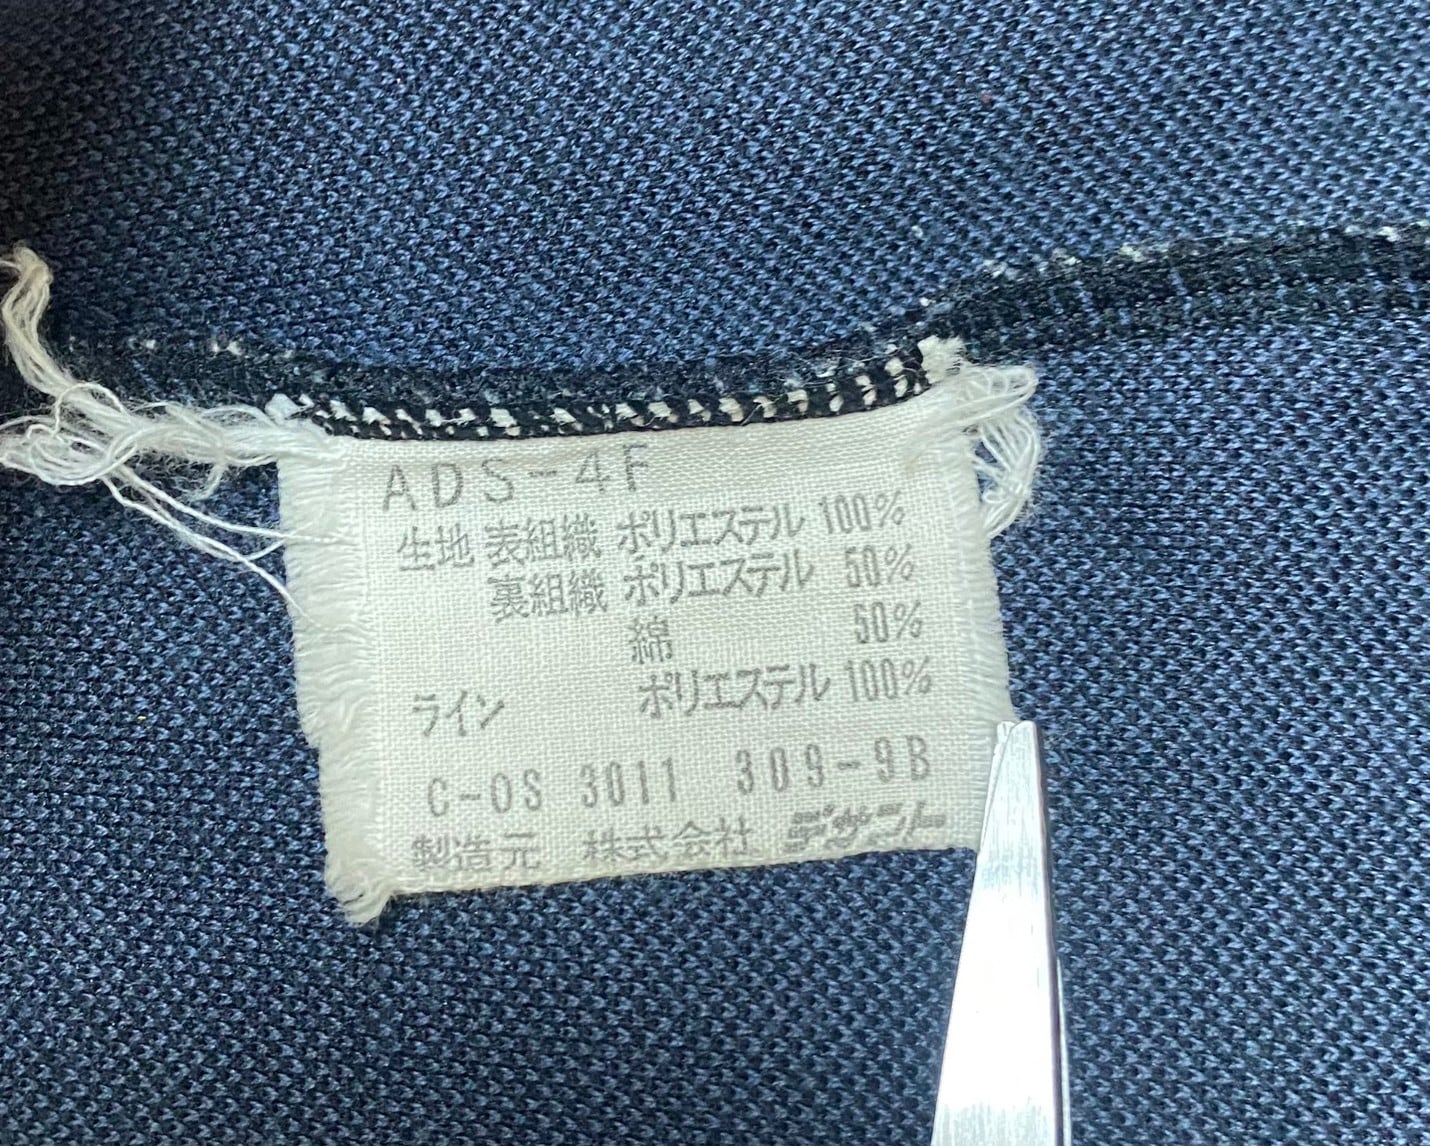 ADS-4F
生地 表組織 ポリエステル 100%
裏組織 ポリエステル 50%
綿 50%
ライン ポリエステル 100%
C-OS 3011 309-9B
製造元 株式会社 デサント